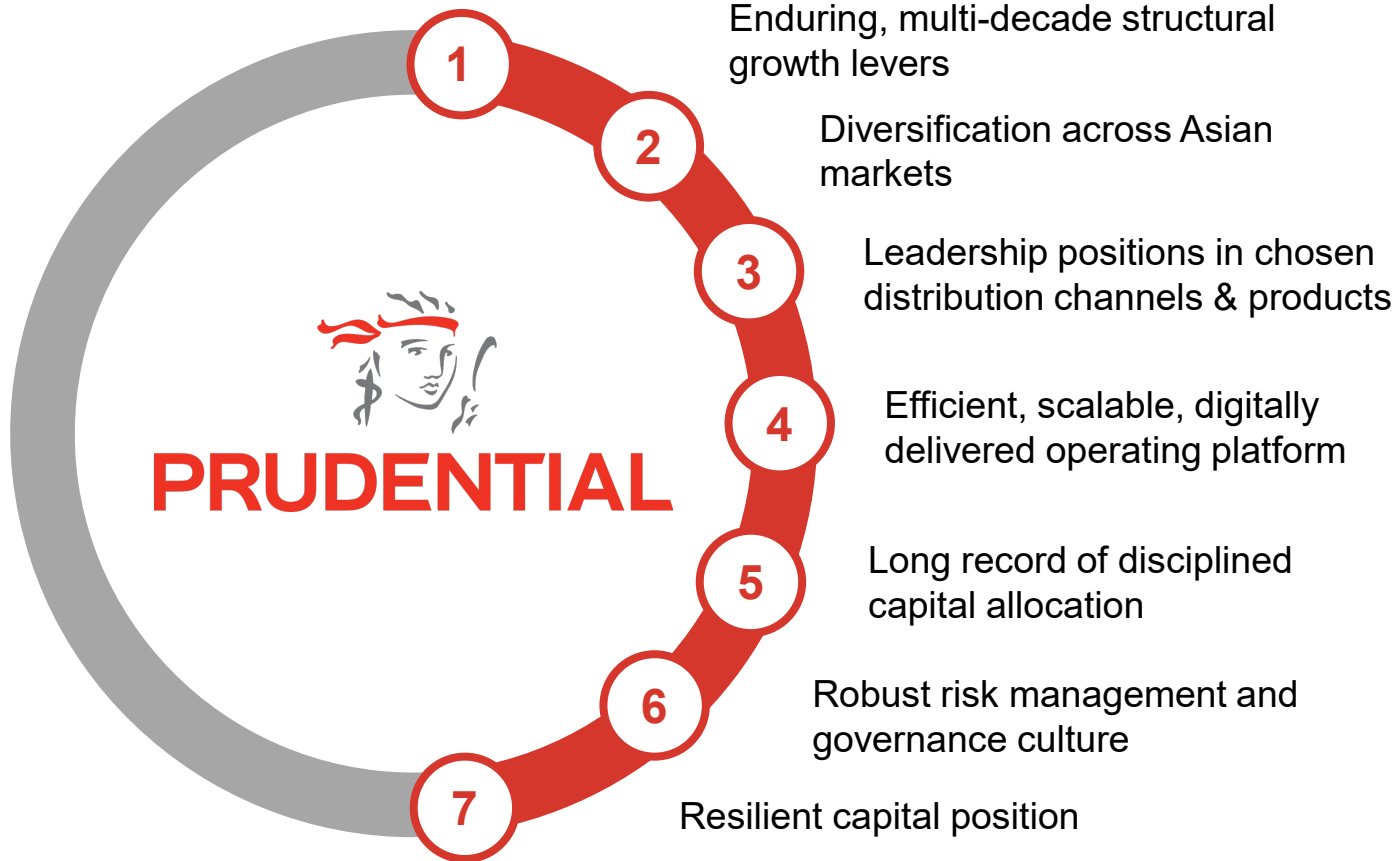 1
Enduring, multi-decade structural
growth levers
2
Diversification across Asian
markets
3
Leadership positions in chosen
distribution channels & products
4
Efficient, scalable, digitally
delivered operating platform
PRUDENTIAL
5
Long record of disciplined
capital allocation
6
Robust risk management and
governance culture
7
Resilient capital position